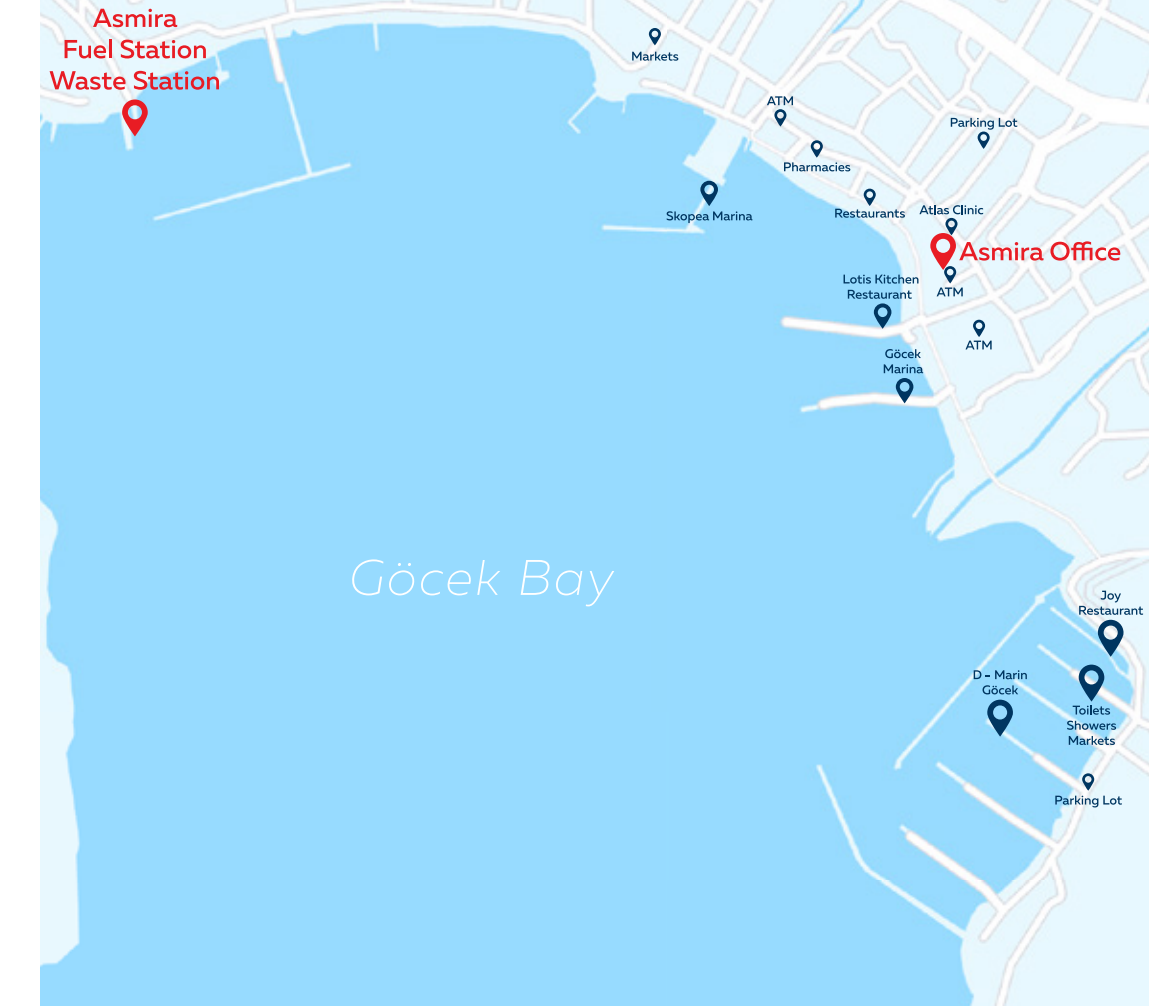 Asmira
Fuel Station
Waste Station
Markets
ATM
Parking Lot
Pharmacies
Skopea Marina
Restaurants
Atlas Clinic
Asmira Office
Lotis Kitchen
Restaurant
ATM
ATM
Göcek
Marina
Göcek Bay
Joy
Restaurant
D - Marin
Göcek
Toilets
Showers
Markets
Parking Lot